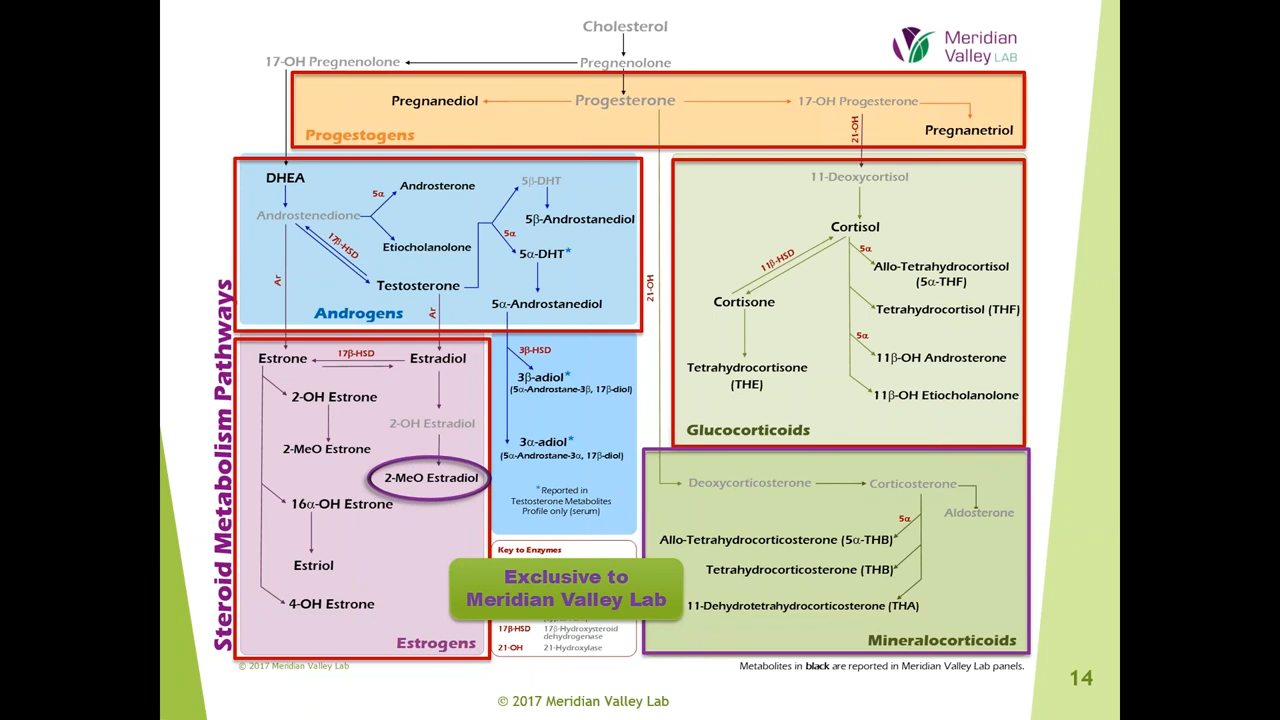 Cholesterol
Meridian
Valley LAB
17-OH Pregnenolone
Pregnenolone
Pregnanediol
Progesterone
17-OH Progesterone
Pregnanetriol
Progestogens
21-OH
DHEA
Androstenedione
5α
Androsterone
Etiocholanolone
17β-HSD
Testosterone
5β-DHT
5β-Androstanediol
5α
5α-DHT*
5α-Androstanediol
Ar
Ar
Androgens
21-OH
11-Deoxycortisol
Cortisol
11β-HSD
5α
Allo-Tetrahydrocortisol
(5α-THF)
Cortisone
Tetrahydrocortisol (THF)
5α
11β-OH Androsterone
Tetrahydrocortisone
(THE)
11β-OH Etiocholanolone
Glucocorticoids
Steroid Metabolism Pathways
Estrone
17β-HSD
Estradiol
2-OH Estrone
2-OH Estradiol
2-MeO Estrone
2-MeO Estradiol
16α-OH Estrone
Estriol
4-OH Estrone
Estrogens
3β-HSD
3β-adiol*
(5α-Androstane-3β, 17β-diol)
3α-adiol*
(5α-Androstane-3α, 17β-diol)
*Reported in
Testosterone Metabolites
Profile only (serum)
Key to Enzymes
Exclusive to
Meridian Valley Lab
17β-HSD 17β-Hydroxysteroid
dehydrogenase
21-OH 21-Hydroxylase
Deoxycorticosterone
Corticosterone
Aldosterone
5α
Allo-Tetrahydrocorticosterone (5α-THB)
Tetrahydrocorticosterone (THB)
11-Dehydrotetrahydrocorticosterone (THA)
Mineralocorticoids
© 2017 Meridian Valley Lab
Metabolites in black are reported in Meridian Valley Lab panels.
14
© 2017 Meridian Valley Lab